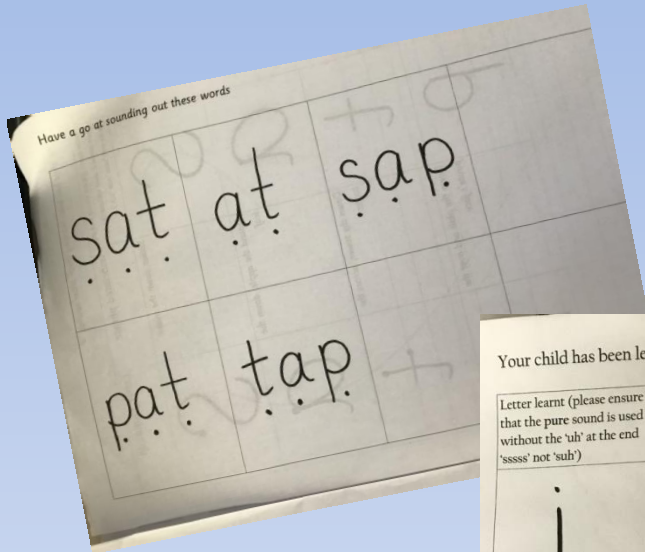 Have a go at sounding out these words
sat at sap
pat tap
Your child has been
Letter learnt (please ensure
that the pure sound is used
without the 'uh' at the end
'sssss' not 'suh')
i